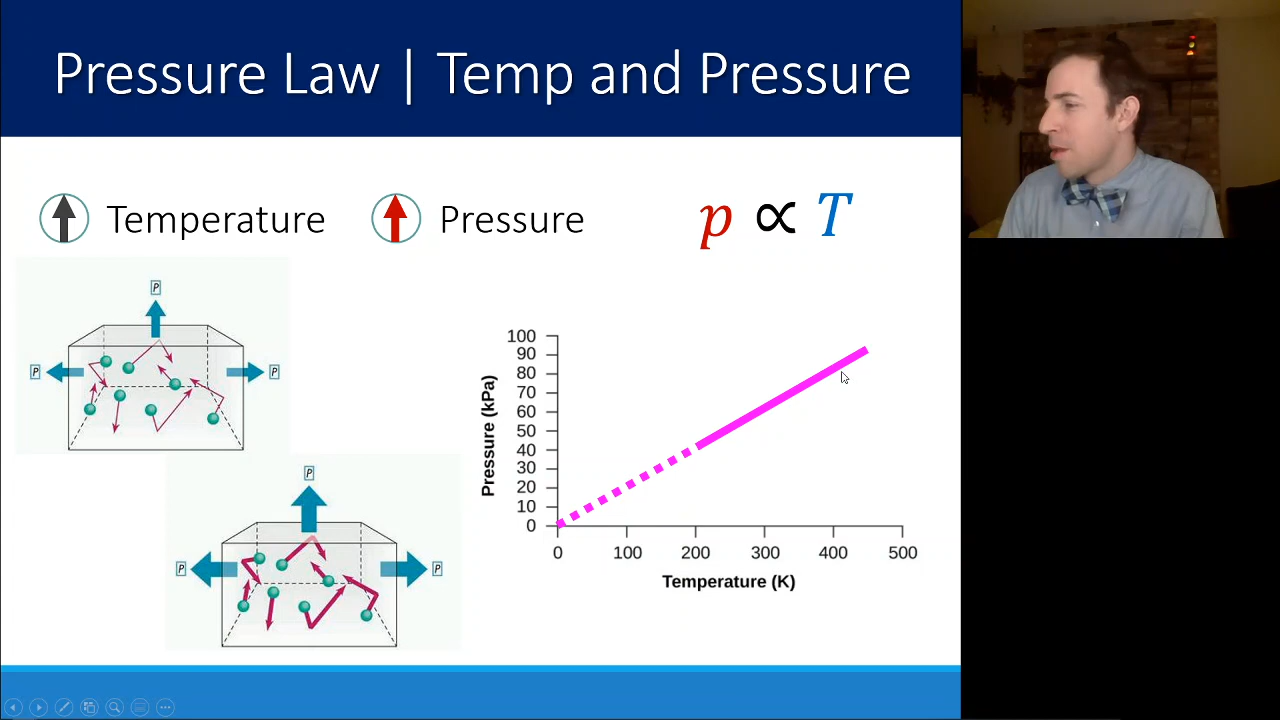 Pressure Law | Temp and Pressure
Temperature
Pressure
p ∝ T
P
P
P
P
P
P
Pressure (kPa)
100
90
80
70
60
50
40
30
20
10
0
0 100 200 300 400 500
Temperature (K)